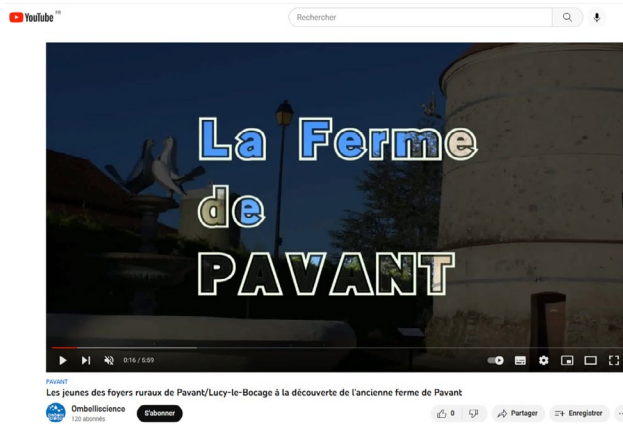 YouTube FR
Rechercher
La Ferme
de
PAVANT
0:16 / 5:59
PAVANT
Les jeunes des foyers ruraux de Pavant/Lucy-le-Bocage à la découverte de l'ancienne ferme de Pavant
Ombelliscience
120 abonnés
S'abonner
0
Partager
Enregistrer